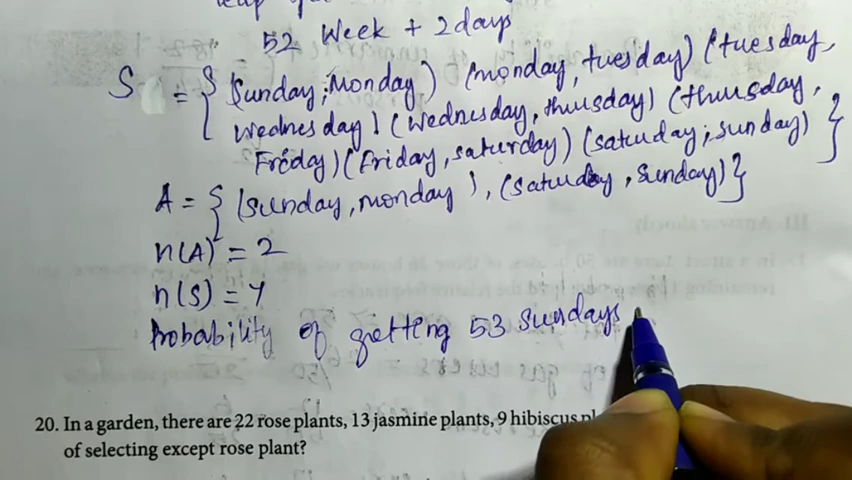 52 Week + 2 days
S = { (Sunday, Monday) (monday, tuesday) (tuesday,
wednesday) (wednesday, thursday) (thursday,
Friday) (Friday, saturday) (saturday, sunday) }
A = { (sunday, monday), (saturday, Sunday) }
n(A) = 2
n(S) = 7
Probability of getting 53 sundays
20. In a garden, there are 22 rose plants, 13 jasmine plants, 9 hibiscus
of selecting except rose plant?